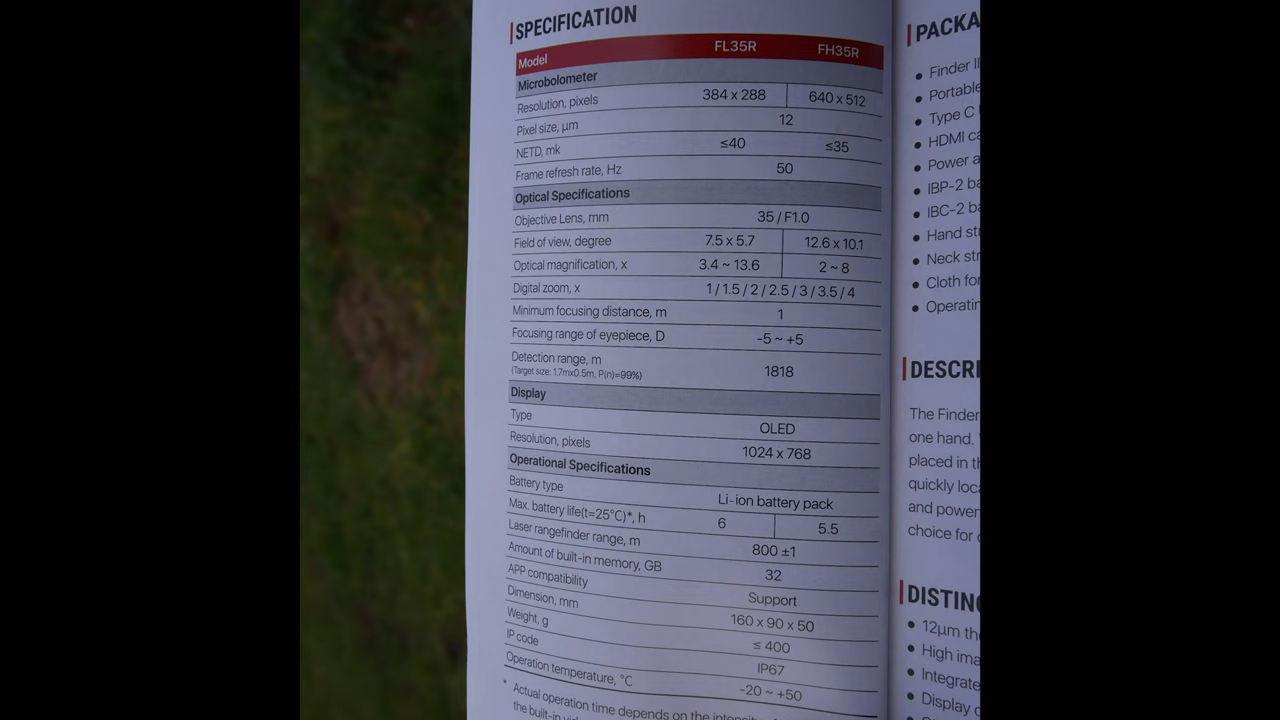 SPECIFICATION
Model FL35R FH35R
Microbolometer
Resolution, pixels 384 x 288 640 x 512
Pixel size, μm 12
NETD, mk ≤40 ≤35
Frame refresh rate, Hz 50
Optical Specifications
Objective Lens, mm 35 / F1.0
Field of view, degree 7.5 x 5.7 12.6 x 10.1
Optical magnification, x 3.4 ~ 13.6 2 ~ 8
Digital zoom, x 1 / 1.5 / 2 / 2.5 / 3 / 3.5 / 4
Minimum focusing distance, m 1
Focusing range of eyepiece, D -5 ~ +5
Detection range, m 1818
(Target size: 1.7mx0.5m, P(n)=99%)
Display
Type OLED
Resolution, pixels 1024 x 768
Operational Specifications
Battery type Li-ion battery pack
Max. battery life(t=25°C)*, h 6 5.5
Laser rangefinder range, m 800 ±1
Amount of built-in memory, GB 32
APP compatibility Support
Dimension, mm 160 x 90 x 50
Weight, g ≤ 400
IP code IP67
Operation temperature, °C -20 ~ +50
* Actual operation time depends on the
the built-in
PACKA
• Finder
• Portable
• Type C
• HDMI
• Power
• IBP-2
• IBC-2
• Hand
• Neck
• Cloth for
•
DESCRI
The Finder
one hand.
placed in
quickly
and power
choice for
DISTINC
• 12μm
• High
• Integrate
• Display